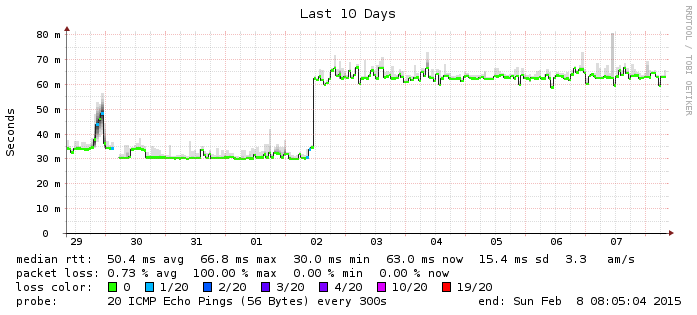 Last 10 Days
RRDTOOL / TOBI OETIKER
Seconds
80 m
70 m
60 m
50 m
40 m
30 m
20 m
10 m
0
29 30 31 01 02 03 04 05 06 07
median rtt: 50.4 ms avg 66.8 ms max 30.0 ms min 63.0 ms now 15.4 ms sd 3.3 am/s
packet loss: 0.73 % avg 100.00 % max 0.00 % min 0.00 % now
loss color: 0 1/20 2/20 3/20 4/20 10/20 19/20
probe: 20 ICMP Echo Pings (56 Bytes) every 300s end: Sun Feb 8 08:05:04 2015